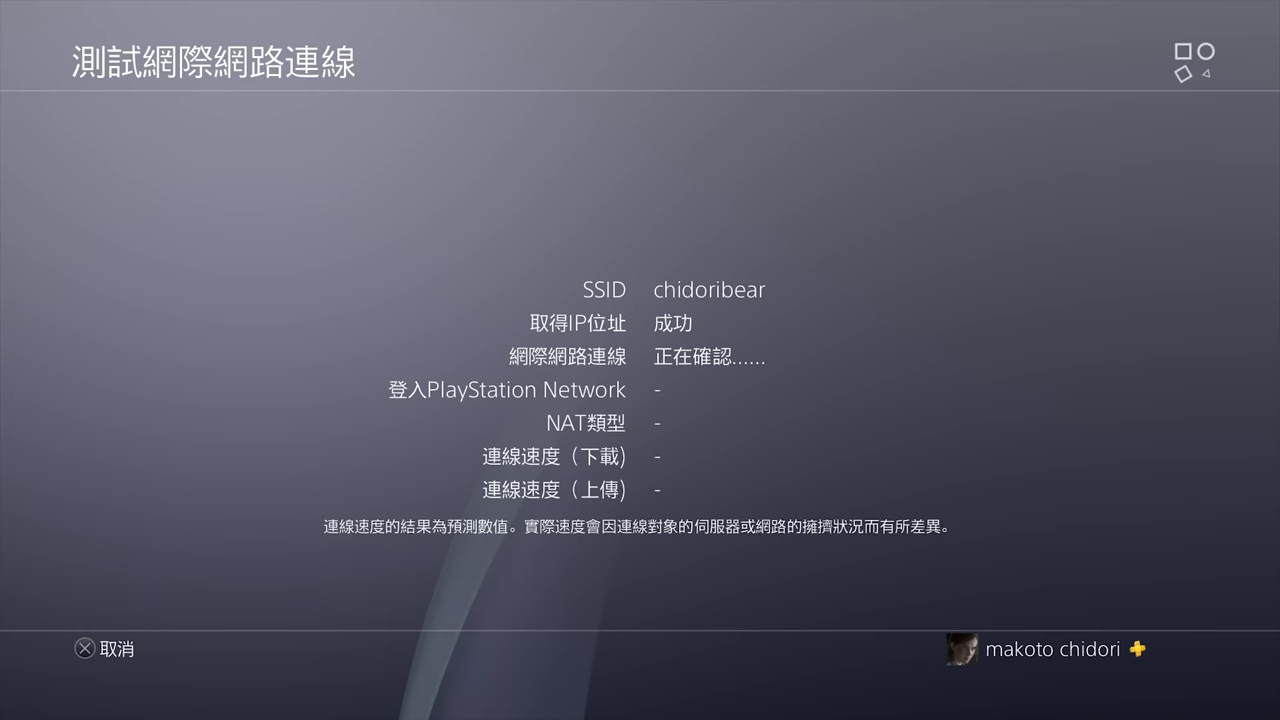 測試網際網路連線
SSID chidoribear
取得IP位址 成功
網際網路連線 正在確認......
登入PlayStation Network -
NAT類型 -
連線速度（下載) -
連線速度（上傳) -
連線速度的結果為預測數值。實際速度會因連線對象的伺服器或網路的擁擠狀況而有所差異。
取消
makoto chidori